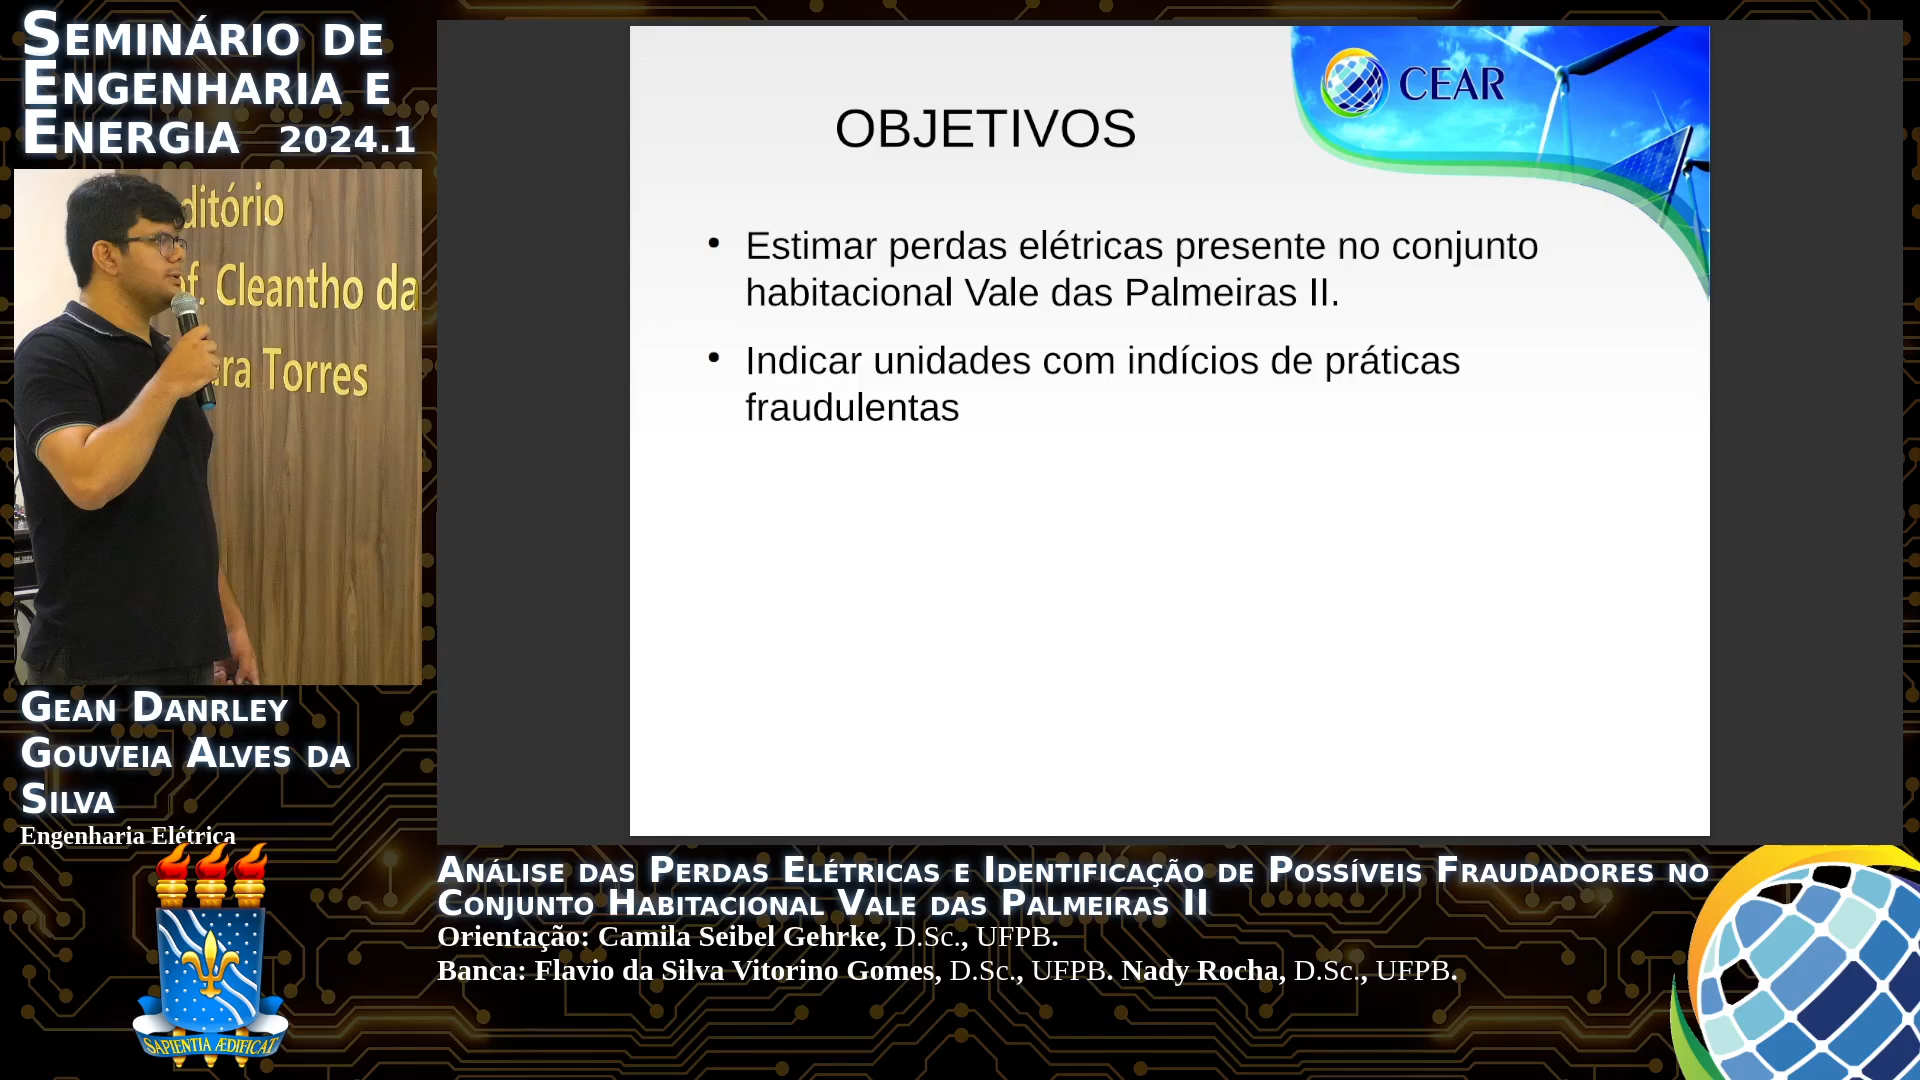 SEMINÁRIO DE
ENGENHARIA E
ENERGIA 2024.1
ditório
of. Cleantho da
ra Torres
GEAN DANRLEY
GOUVEIA ALVES DA
SILVA
Engenharia Elétrica
SAPIENTIA ÆDIFICAT
CEAR
OBJETIVOS
• Estimar perdas elétricas presente no conjunto
habitacional Vale das Palmeiras II.
• Indicar unidades com indícios de práticas
fraudulentas
ANÁLISE DAS PERDAS ELÉTRICAS E IDENTIFICAÇÃO DE POSSÍVEIS FRAUDADORES NO
CONJUNTO HABITACIONAL VALE DAS PALMEIRAS II
Orientação: Camila Seibel Gehrke, D.Sc., UFPB.
Banca: Flavio da Silva Vitorino Gomes, D.Sc., UFPB. Nady Rocha, D.Sc., UFPB.